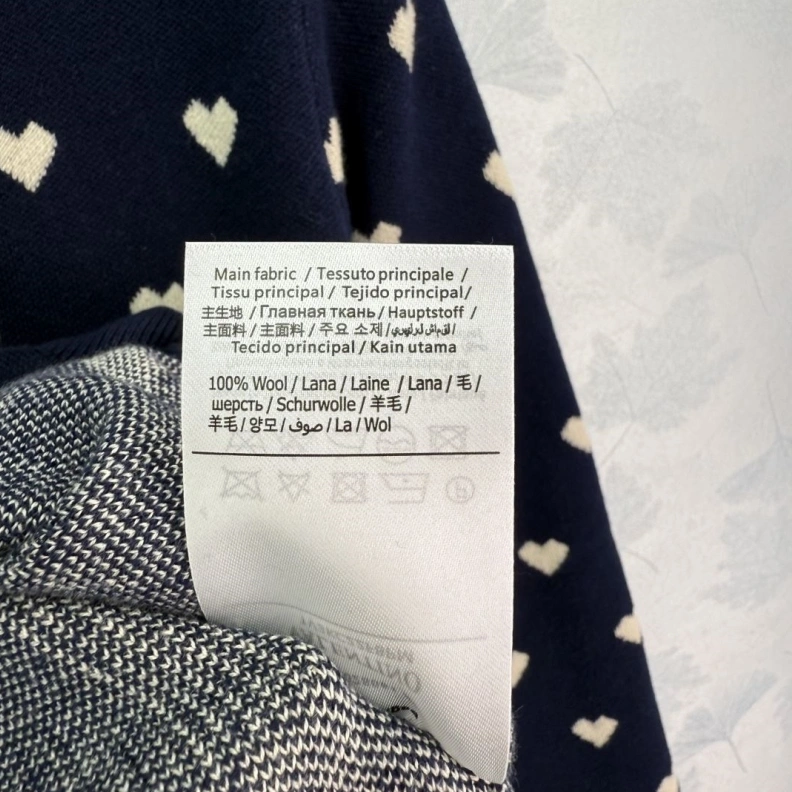 Main fabric / Tessuto principale /
Tissu principal / Tejido principal/
主生地 / Главная ткань / Hauptstoff /
主面料 / 主面料 / 주요 소재 /
Tecido principal / Kain utama
100% Wool / Lana / Laine / Lana / 毛 /
шерсть / Schurwolle / 羊毛 /
羊毛 / 양모 / صوف / La / Wol